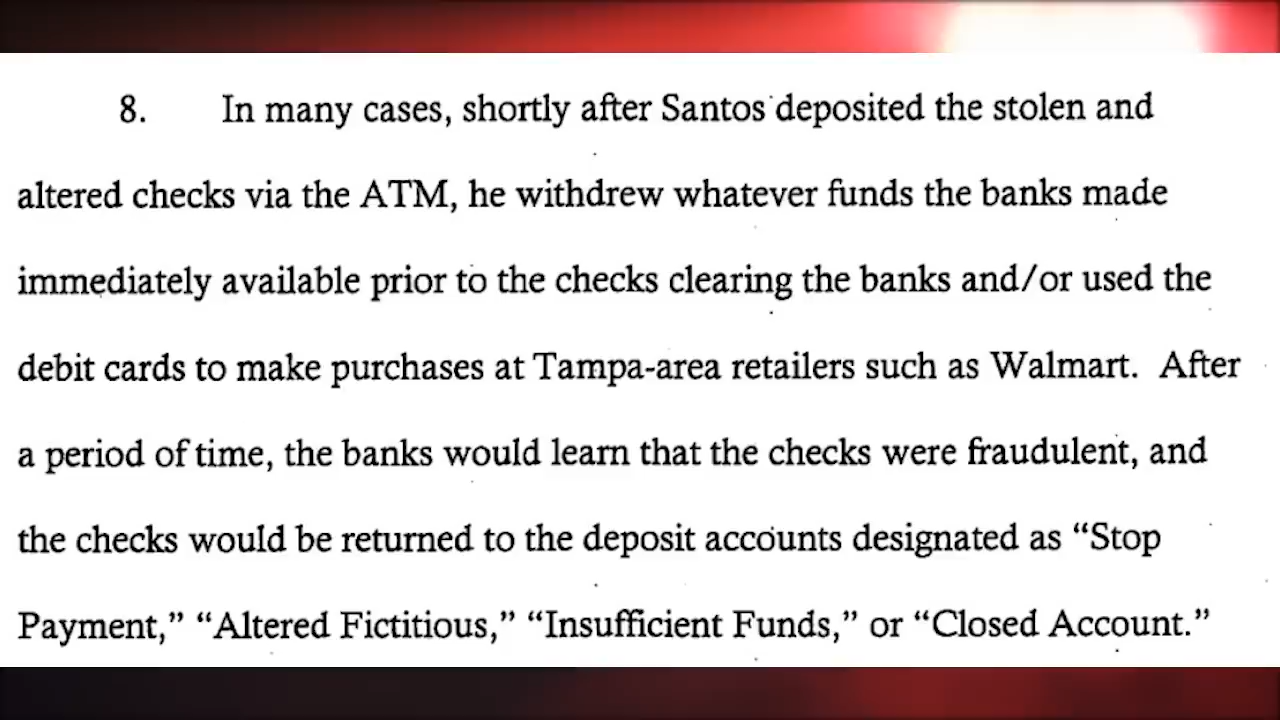 8. In many cases, shortly after Santos deposited the stolen and
altered checks via the ATM, he withdrew whatever funds the banks made
immediately available prior to the checks clearing the banks and/or used the
debit cards to make purchases at Tampa-area retailers such as Walmart. After
a period of time, the banks would learn that the checks were fraudulent, and
the checks would be returned to the deposit accounts designated as “Stop
Payment,” “Altered Fictitious,” “Insufficient Funds,” or “Closed Account.”